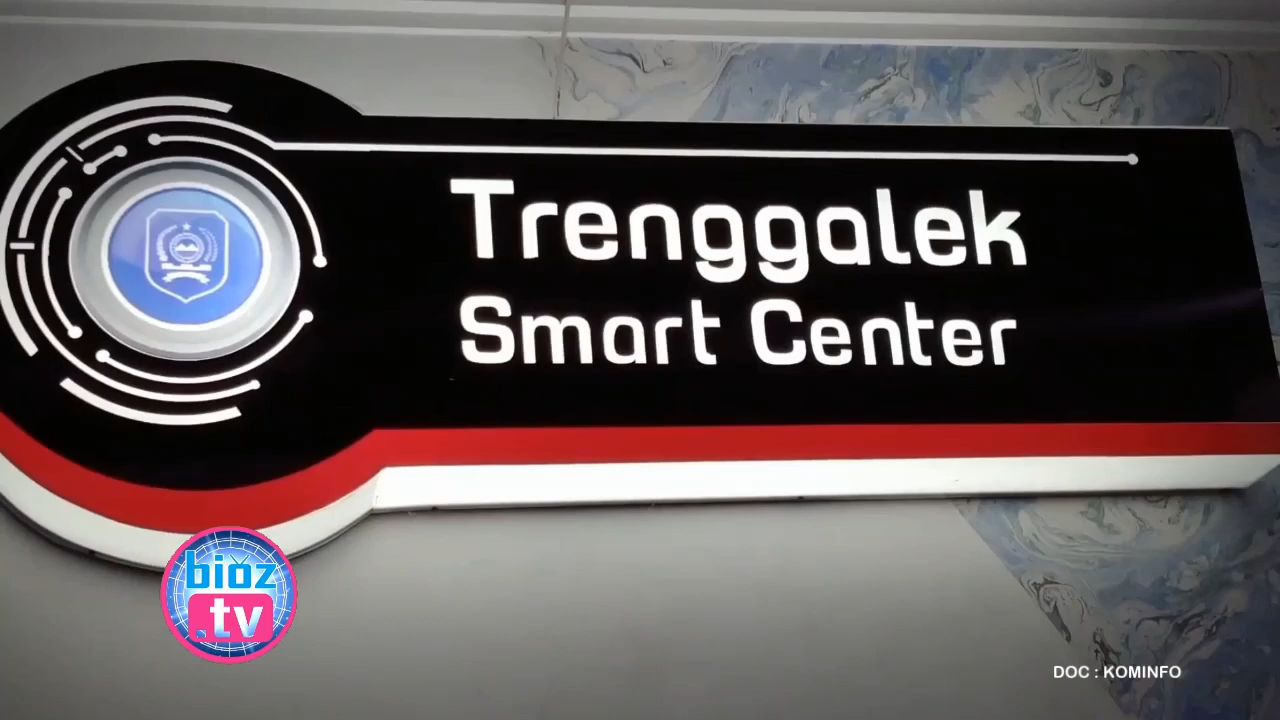 Trenggalek
Smart Center
bioz
.tv
DOC : KOMINFO